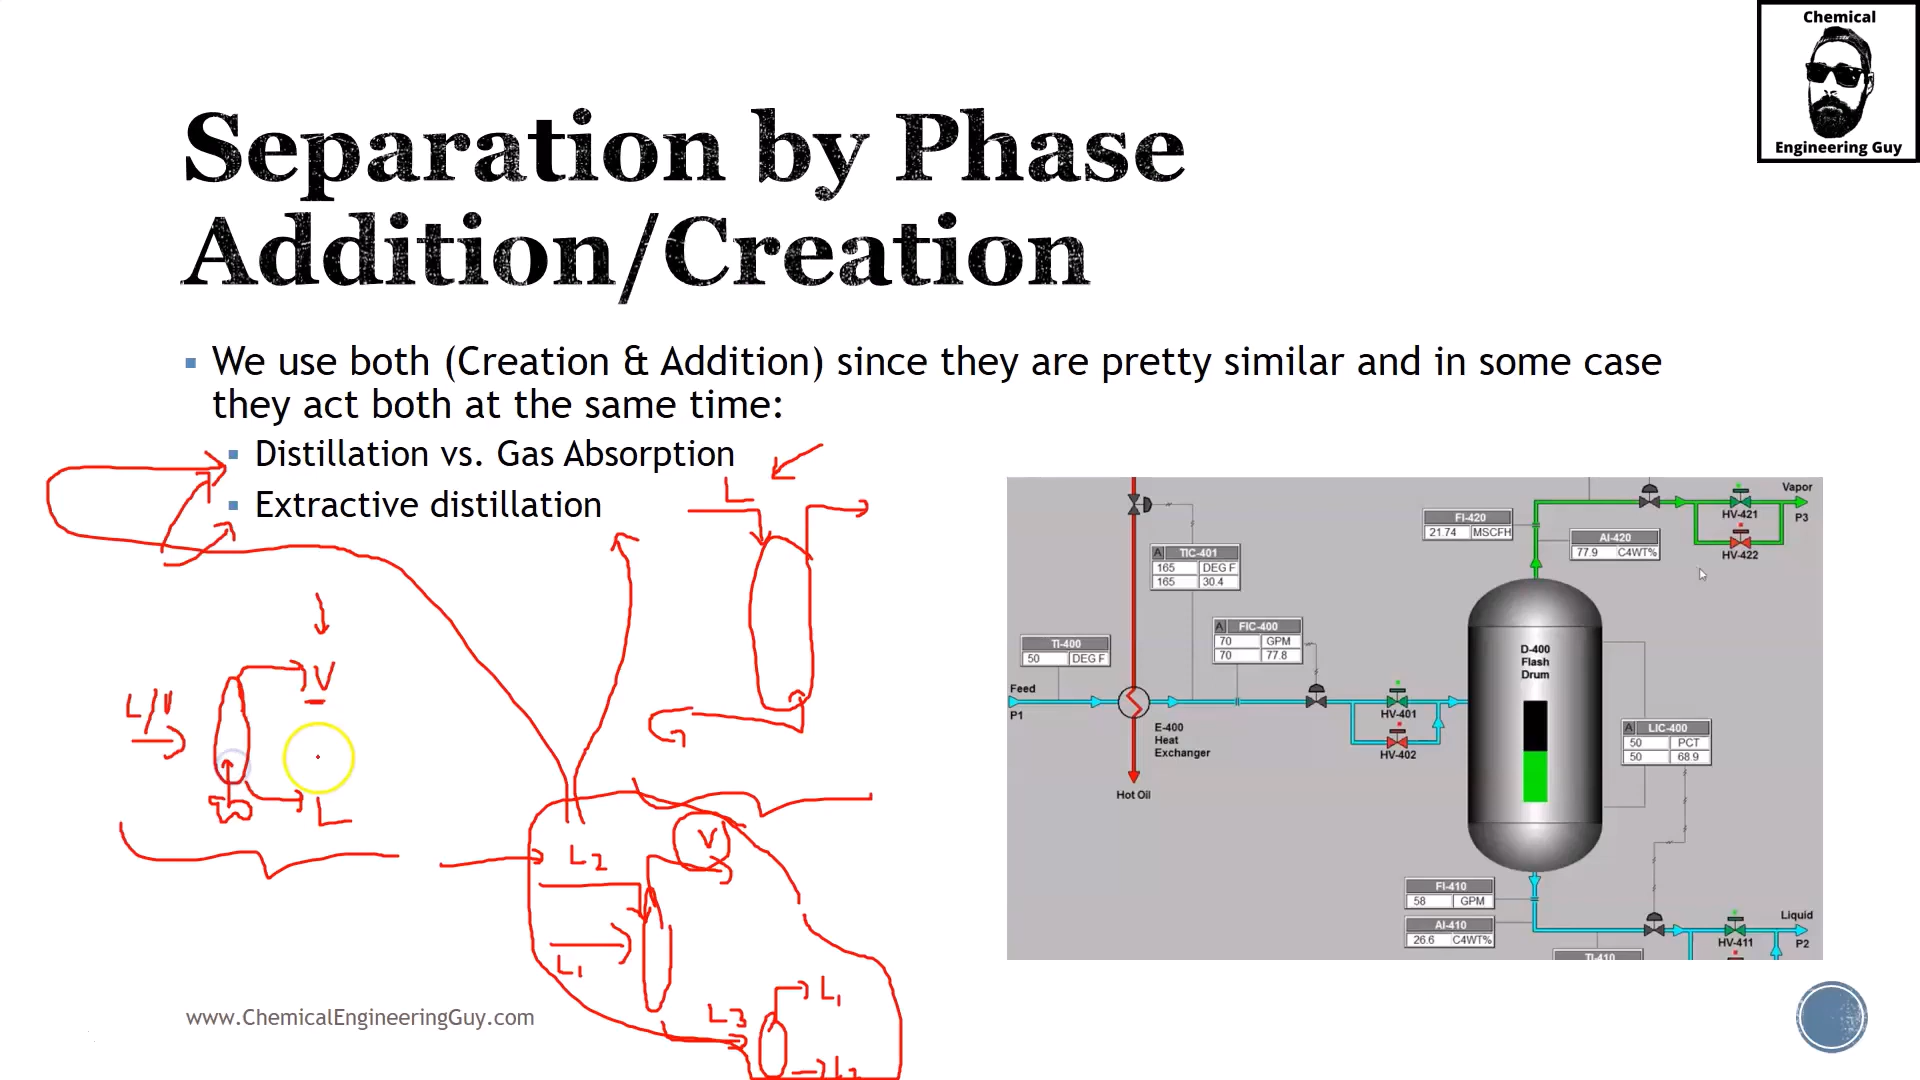 Chemical
Engineering Guy
Separation by Phase
Addition/Creation
We use both (Creation & Addition) since they are pretty similar and in some case
they act both at the same time:
Distillation vs. Gas Absorption
Extractive distillation
L
L/V
V
L
L2
V
L1
L3
L1
www.ChemicalEngineeringGuy.com
Vapor
P3
HV-421
HV-422
FI-420
21.74 MSCFH
AI-420
77.9 C4WT%
A TIC-401
165 DEG F
165 30.4
A FIC-400
70 GPM
70 77.8
TI-400
50 DEG F
Feed
P1
E-400
Heat
Exchanger
Hot Oil
HV-401
HV-402
D-400
Flash
Drum
A LIC-400
50 PCT
50 68.9
FI-410
58 GPM
AI-410
26.6 C4WT%
TI-410
HV-411
Liquid
P2